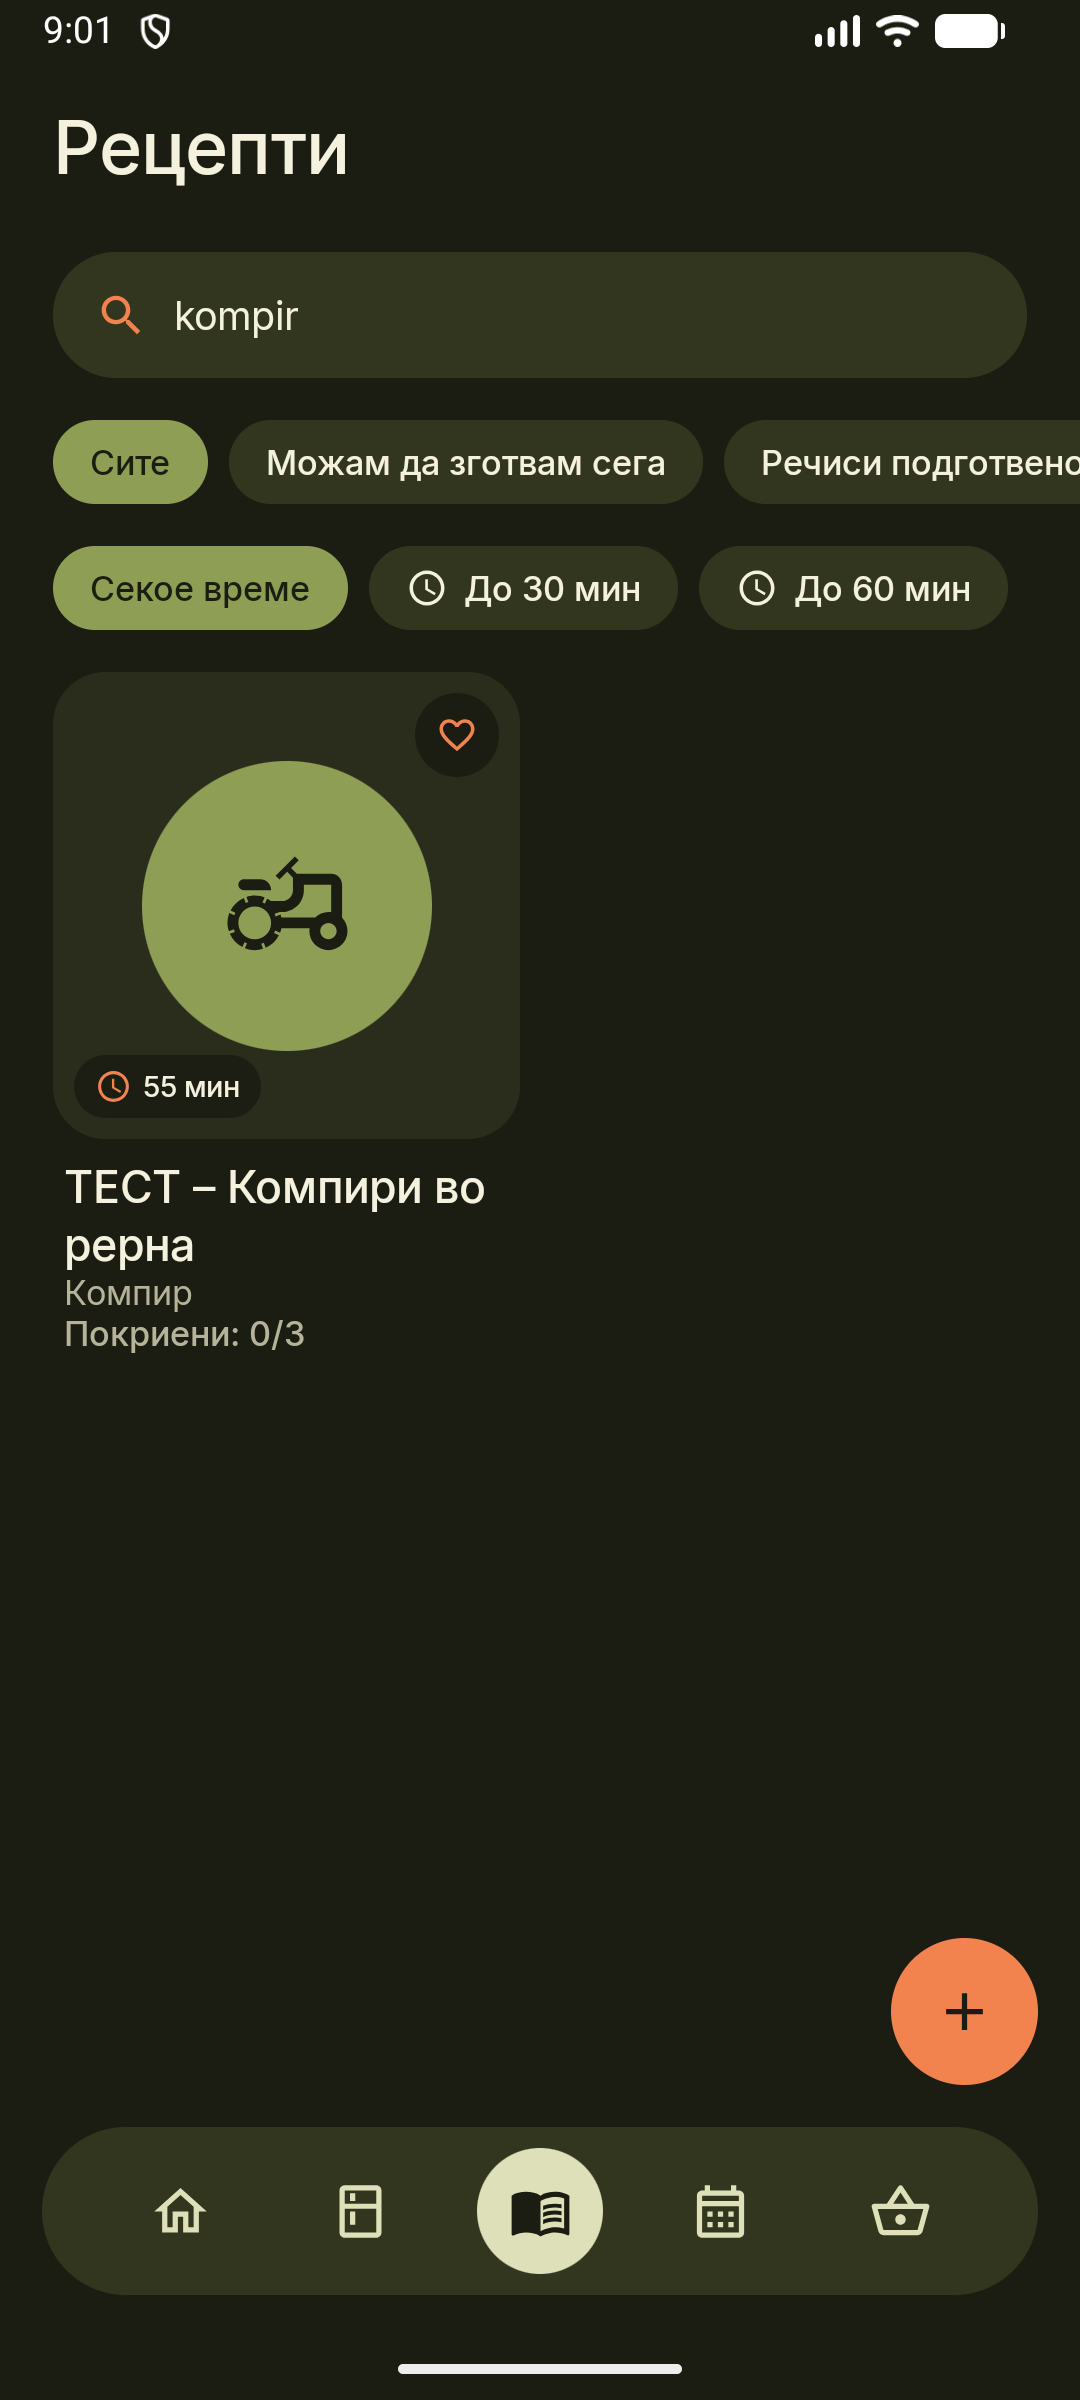 9:01
Рецепти
kompir
Сите
Можам да зготвам сега
Речиси подготвено
Секое време
До 30 мин
До 60 мин
55 мин
ТЕСТ – Компири во
рерна
Компир
Покриени: 0/3